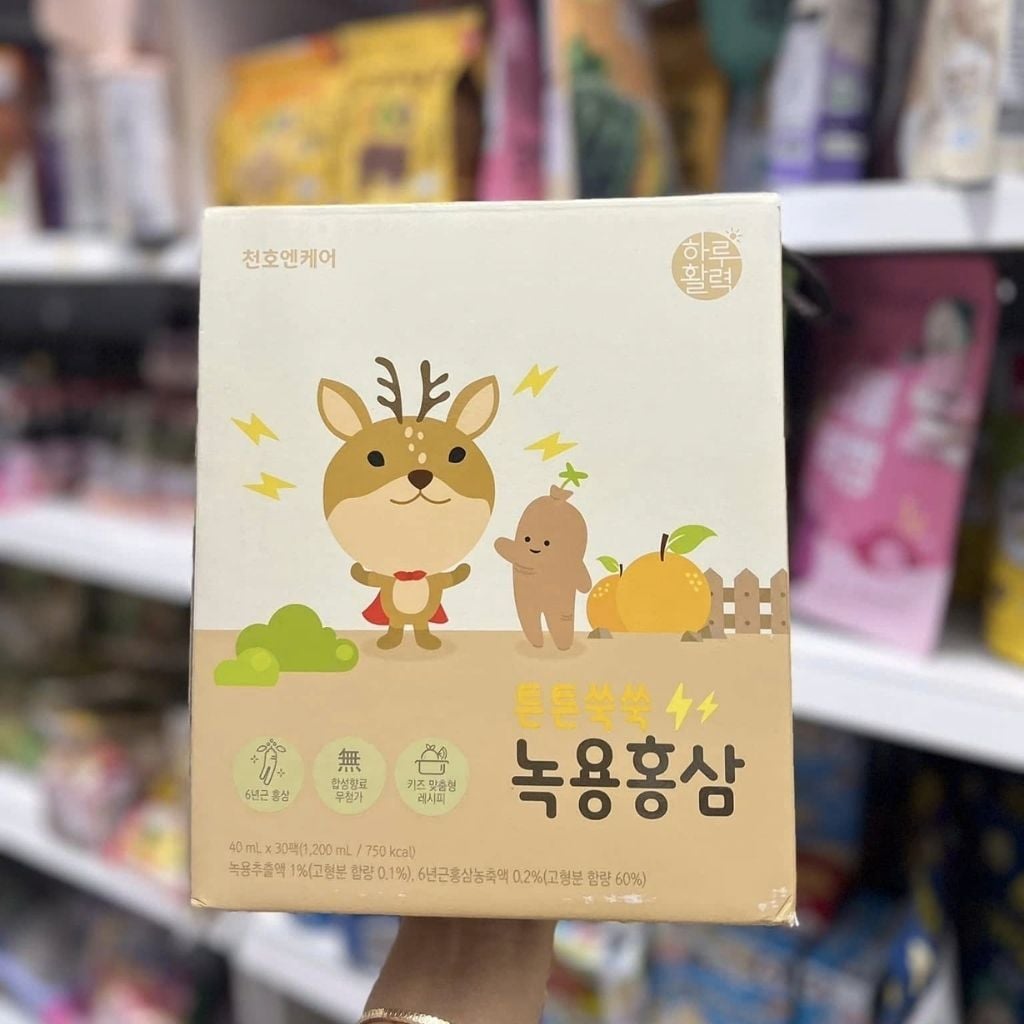 천호엔케어
하루
활력
튼튼쑥쑥
녹용홍삼
6년근 홍삼
無
합성향료
무첨가
키즈 맞춤형
레시피
40 mL x 30팩(1,200 mL / 750 kcal)
녹용추출액 1%(고형분 함량 0.1%), 6년근홍삼농축액 0.2%(고형분 함량 60%)